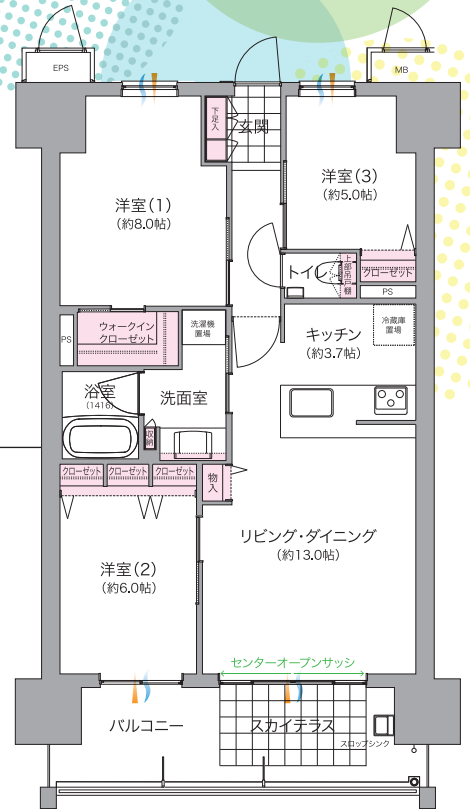 EPS
MB
下足入
玄関
洋室(1)
(約8.0帖)
洋室(3)
(約5.0帖)
トイレ
上部吊戸棚
クローゼット
PS
ウォークイン
クローゼット
PS
洗濯機
置場
キッチン
(約3.7帖)
冷蔵庫
置場
浴室
(1416)
洗面室
収納
クローゼット
クローゼット
クローゼット
物入
リビング・ダイニング
(約13.0帖)
洋室(2)
(約6.0帖)
センターオープンサッシ
バルコニー
スカイテラス
スロップシンク